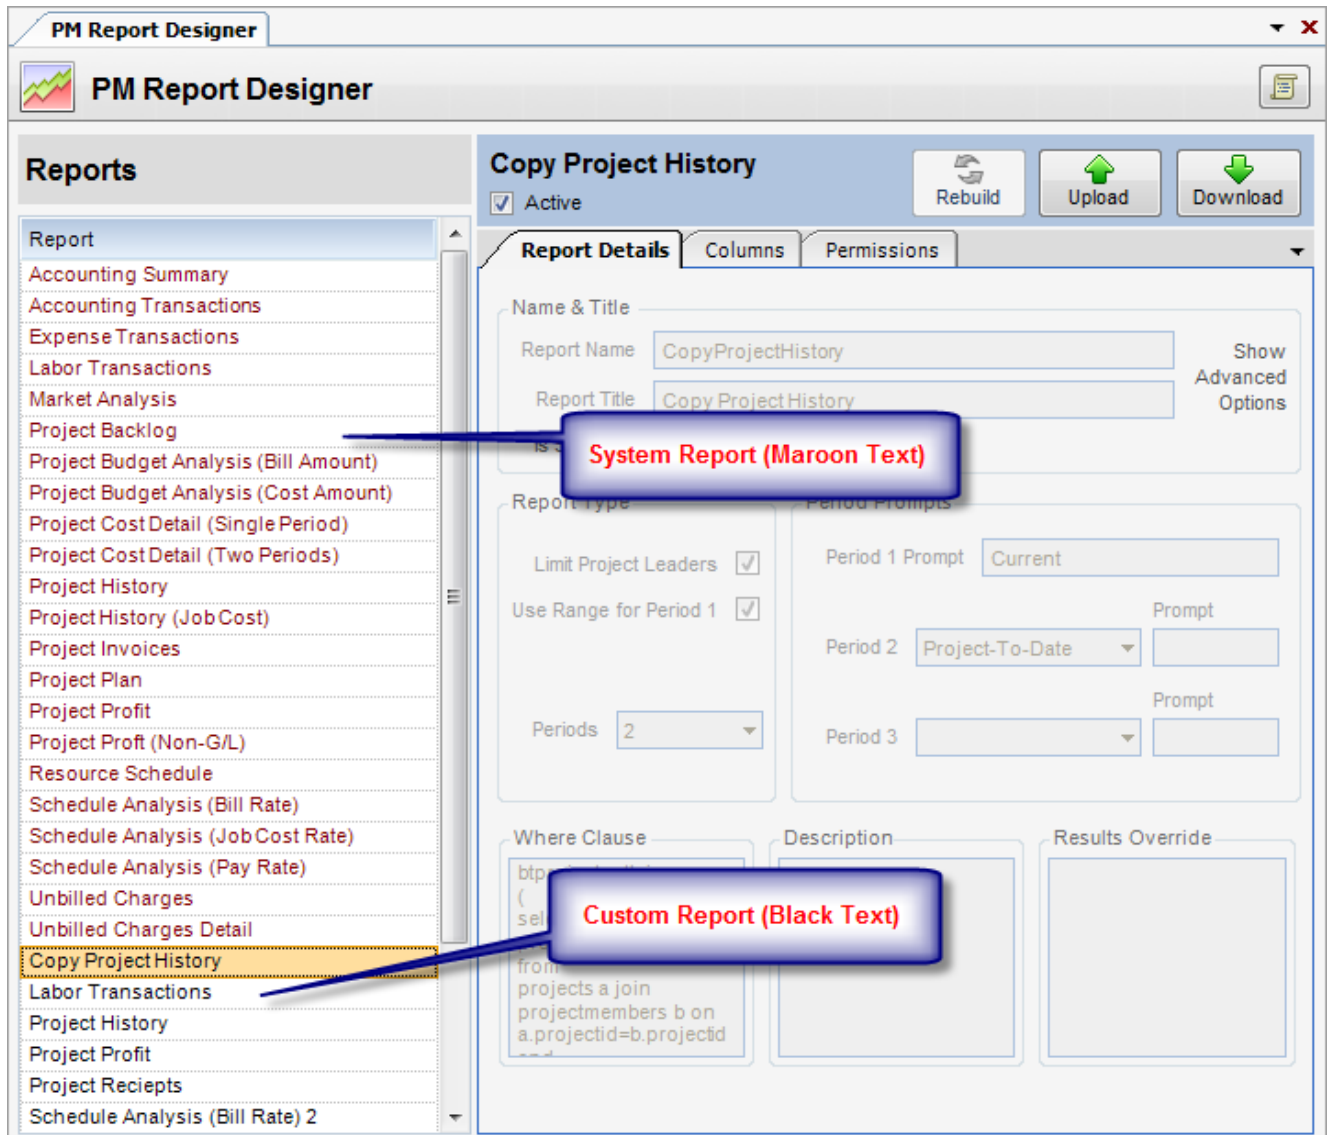 PM Report Designer
PM Report Designer
Reports
Report
Accounting Summary
Accounting Transactions
Expense Transactions
Labor Transactions
Market Analysis
Project Backlog
Project Budget Analysis (Bill Amount)
Project Budget Analysis (Cost Amount)
Project Cost Detail (Single Period)
Project Cost Detail (Two Periods)
Project History
Project History (Job Cost)
Project Invoices
Project Plan
Project Profit
Project Proft (Non-G/L)
Resource Schedule
Schedule Analysis (Bill Rate)
Schedule Analysis (Job Cost Rate)
Schedule Analysis (Pay Rate)
Unbilled Charges
Unbilled Charges Detail
Copy Project History
Labor Transactions
Project History
Project Profit
Project Reciepts
Schedule Analysis (Bill Rate) 2
Copy Project History
Active
Rebuild
Upload
Download
Report Details
Columns
Permissions
Name & Title
Report Name
CopyProjectHistory
Show
Advanced
Options
Report Title
Copy Project History
System Report (Maroon Text)
Report Type
Limit Project Leaders
Use Range for Period 1
Periods
2
Period Prompts
Period 1 Prompt
Current
Prompt
Period 2
Project-To-Date
Prompt
Period 3
Where Clause
(
from
projects a join
projectmembers b on
a.projectid=b.projectid
Custom Report (Black Text)
Description
Results Override